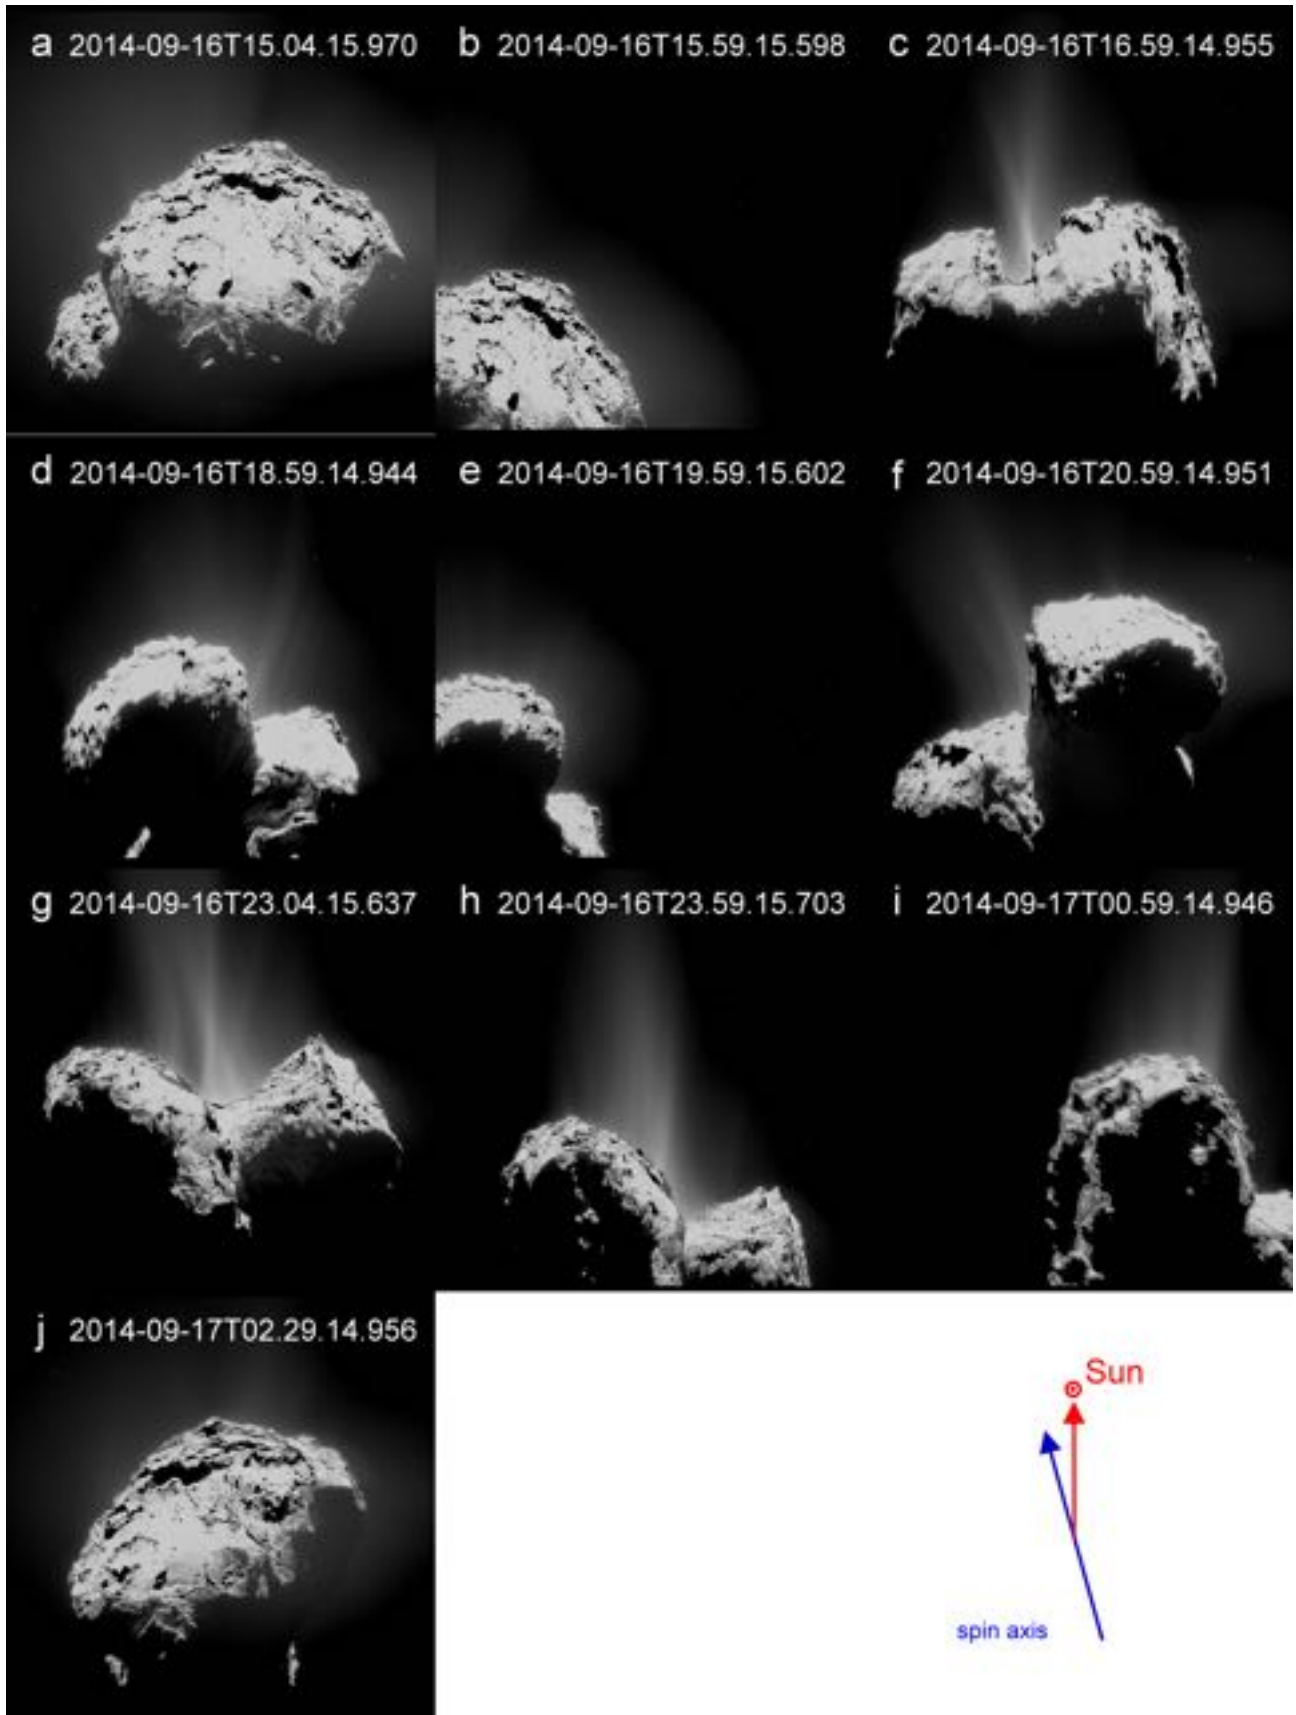 a 2014-09-16T15.04.15.970
b 2014-09-16T15.59.15.598
c 2014-09-16T16.59.14.955
d 2014-09-16T18.59.14.944
e 2014-09-16T19.59.15.602
f 2014-09-16T20.59.14.951
g 2014-09-16T23.04.15.637
h 2014-09-16T23.59.15.703
i 2014-09-17T00.59.14.946
j 2014-09-17T02.29.14.956
Sun
spin axis